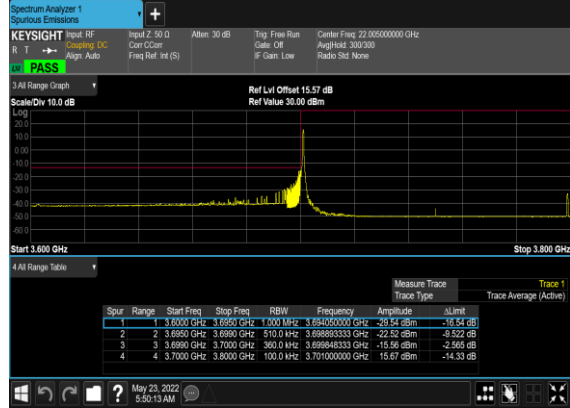 Spectrum Analyzer 1
Spurious Emissions
KEYSIGHT Input: RF Input Z: 50 Ω Atten: 30 dB Trig: Free Run Center Freq: 22.005000000 GHz
R T Coupling: DC Corr CCorr Gate: Off Avg|Hold: 300/300
Align: Auto Freq Ref: Int (S) IF Gain: Low Radio Std: None
LW PASS
3 All Range Graph
Ref Lvl Offset 15.57 dB
Scale/Div 10.0 dB Ref Value 30.00 dBm
Log
20.0
10.0
0.00
-10.0
-20.0
-30.0
-40.0
-50.0
-60.0
Start 3.600 GHz Stop 3.800 GHz
4 All Range Table
Measure Trace Trace 1
Trace Type Trace Average (Active)
Spur Range Start Freq Stop Freq RBW Frequency Amplitude ΔLimit
1 1 3.6000 GHz 3.6950 GHz 1.000 MHz 3.694050000 GHz -29.54 dBm -16.54 dB
2 2 3.6950 GHz 3.6990 GHz 510.0 kHz 3.698893333 GHz -22.52 dBm -9.522 dB
3 3 3.6990 GHz 3.7000 GHz 360.0 kHz 3.699848333 GHz -15.56 dBm -2.565 dB
4 4 3.7000 GHz 3.8000 GHz 100.0 kHz 3.701000000 GHz 15.67 dBm -14.33 dB
? May 23, 2022
5:50:13 AM